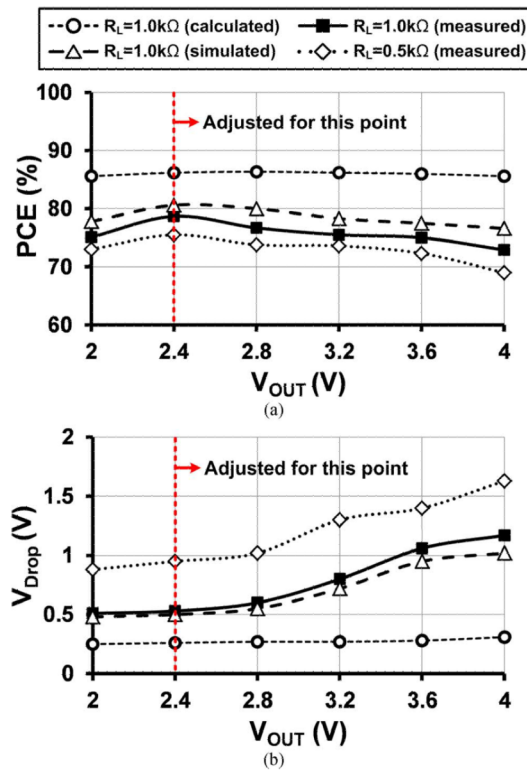 R_L=1.0kΩ (calculated) R_L=1.0kΩ (measured)
R_L=1.0kΩ (simulated) R_L=0.5kΩ (measured)
100
90
80
70
60
PCE (%)
Adjusted for this point
2 2.4 2.8 3.2 3.6 4
V_OUT (V)
(a)
2
1.5
1
0.5
0
V_Drop (V)
Adjusted for this point
2 2.4 2.8 3.2 3.6 4
V_OUT (V)
(b)